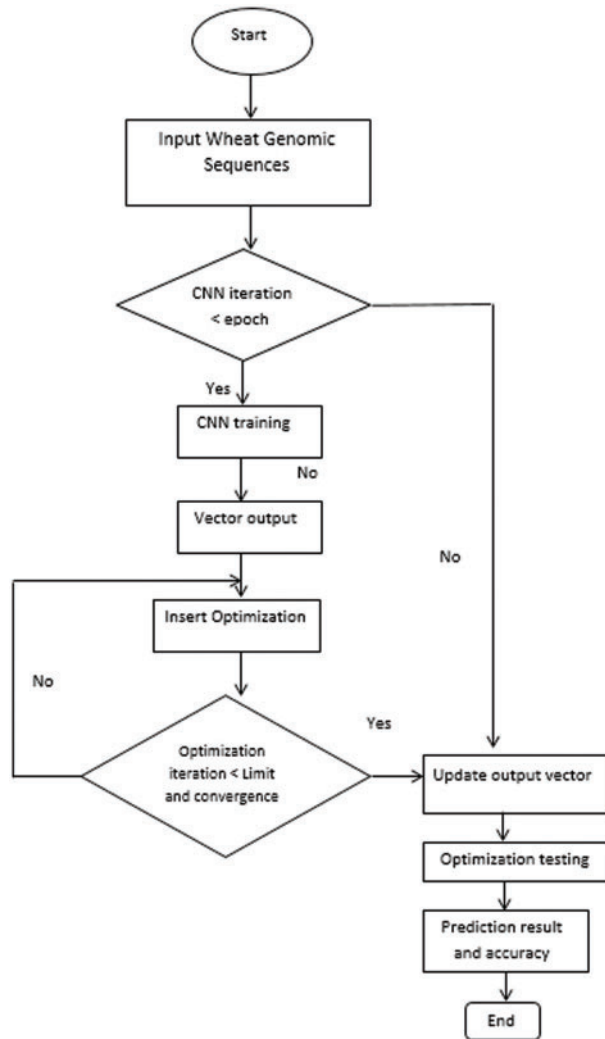 Start
Input Wheat Genomic
Sequences
CNN iteration
< epoch
Yes
CNN training
No
Vector output
No
Insert Optimization
No
Yes
Optimization
iteration < Limit
and convergence
Update output vector
Optimization testing
Prediction result
and accuracy
End